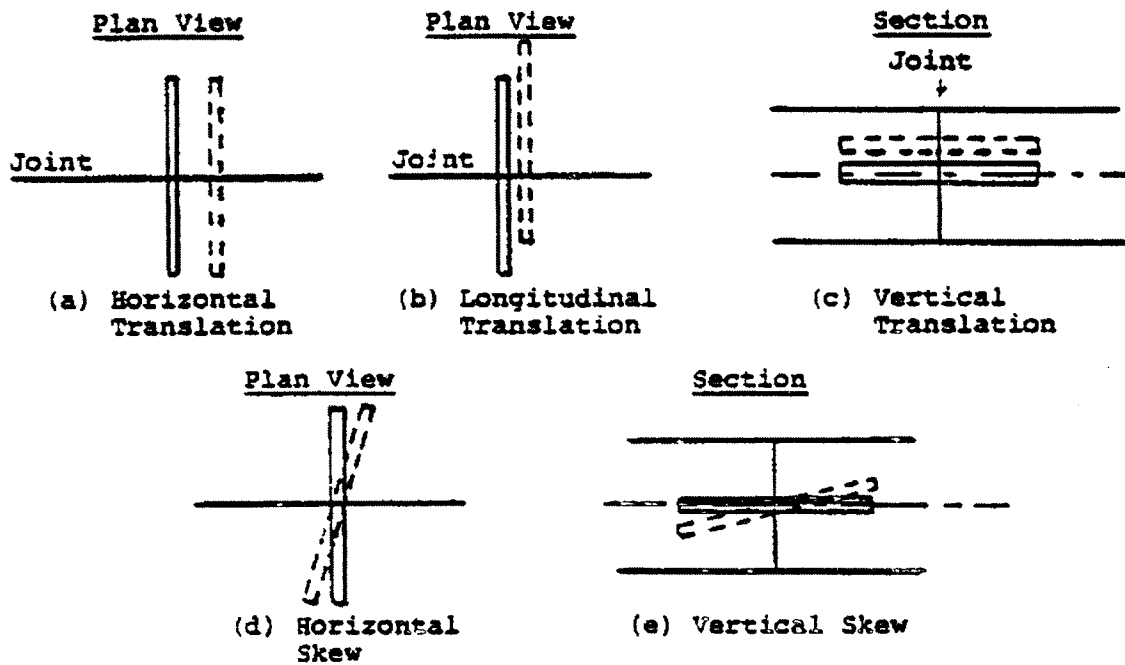 Plan View
Plan View
Section
Joint
Joint
Joint
(a) Horizontal
Translation
(b) Longitudinal
Translation
(c) Vertical
Translation
Plan View
Section
(d) Horizontal
Skew
(e) Vertical Skew